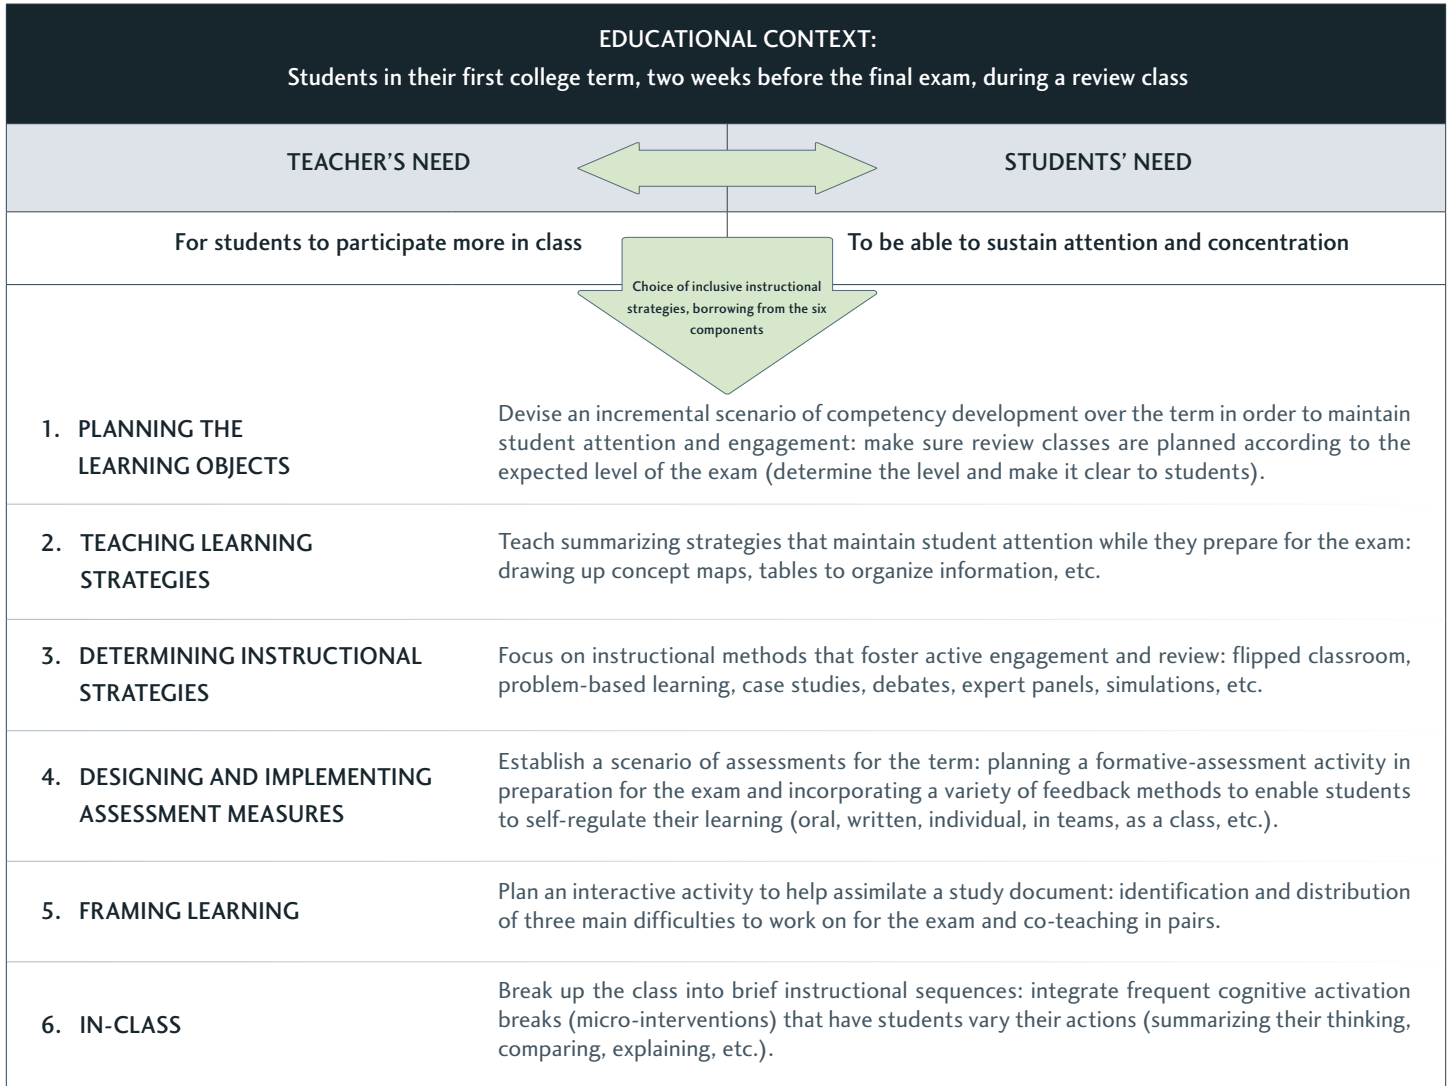 EDUCATIONAL CONTEXT:
Students in their first college term, two weeks before the final exam, during a review class
TEACHER'S NEED
STUDENTS' NEED
For students to participate more in class
To be able to sustain attention and concentration
Choice of inclusive instructional
strategies, borrowing from the six
components
1. PLANNING THE
LEARNING OBJECTS
Devise an incremental scenario of competency development over the term in order to maintain
student attention and engagement: make sure review classes are planned according to the
expected level of the exam (determine the level and make it clear to students).
2. TEACHING LEARNING
STRATEGIES
Teach summarizing strategies that maintain student attention while they prepare for the exam:
drawing up concept maps, tables to organize information, etc.
3. DETERMINING INSTRUCTIONAL
STRATEGIES
Focus on instructional methods that foster active engagement and review: flipped classroom,
problem-based learning, case studies, debates, expert panels, simulations, etc.
4. DESIGNING AND IMPLEMENTING
ASSESSMENT MEASURES
Establish a scenario of assessments for the term: planning a formative-assessment activity in
preparation for the exam and incorporating a variety of feedback methods to enable students
to self-regulate their learning (oral, written, individual, in teams, as a class, etc.).
5. FRAMING LEARNING
Plan an interactive activity to help assimilate a study document: identification and distribution
of three main difficulties to work on for the exam and co-teaching in pairs.
6. IN-CLASS
Break up the class into brief instructional sequences: integrate frequent cognitive activation
breaks (micro-interventions) that have students vary their actions (summarizing their thinking,
comparing, explaining, etc.).